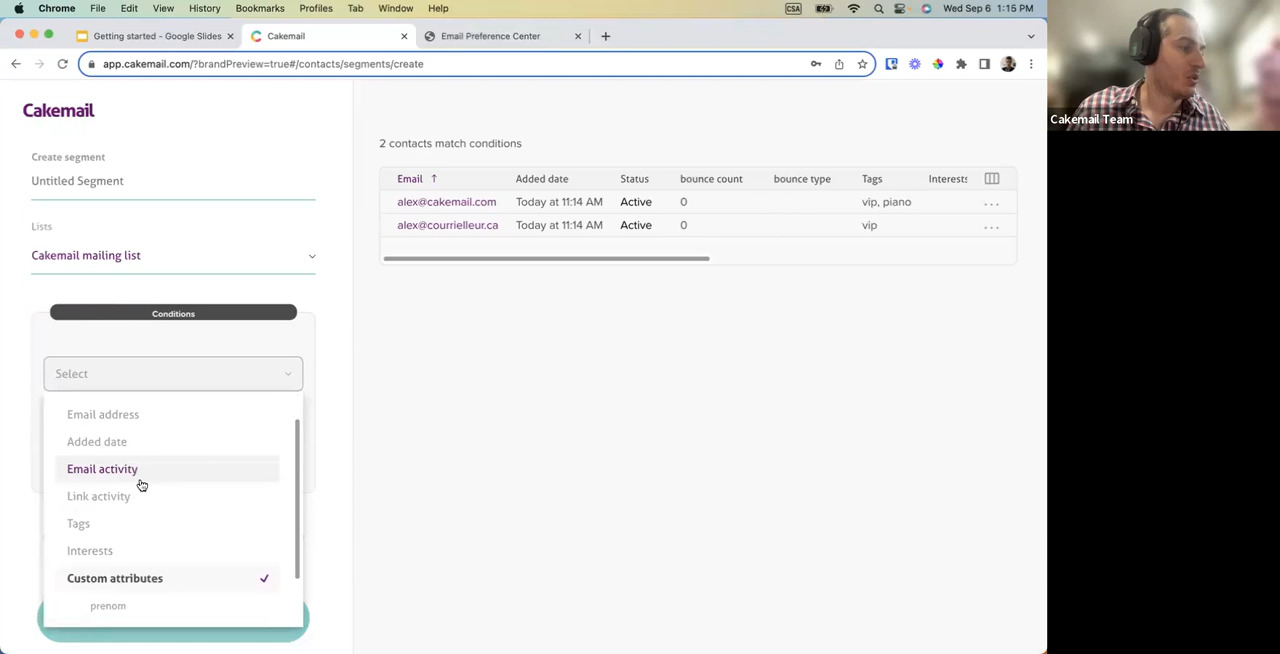 Chrome File Edit View History Bookmarks Profiles Tab Window Help CSA Wed Sep 6 1:15 PM
Getting started - Google Slides Cakemail Email Preference Center
app.cakemail.com/?brandPreview=true#/contacts/segments/create
Cakemail Team
Cakemail
Create segment
Untitled Segment
Lists
Cakemail mailing list
Conditions
Select
Email address
Added date
Email activity
Link activity
Tags
Interests
Custom attributes
prenom
2 contacts match conditions
Email ↑ Added date Status bounce count bounce type Tags Interests
alex@cakemail.com Today at 11:14 AM Active 0 vip, piano ...
alex@courrielleur.ca Today at 11:14 AM Active 0 vip ...